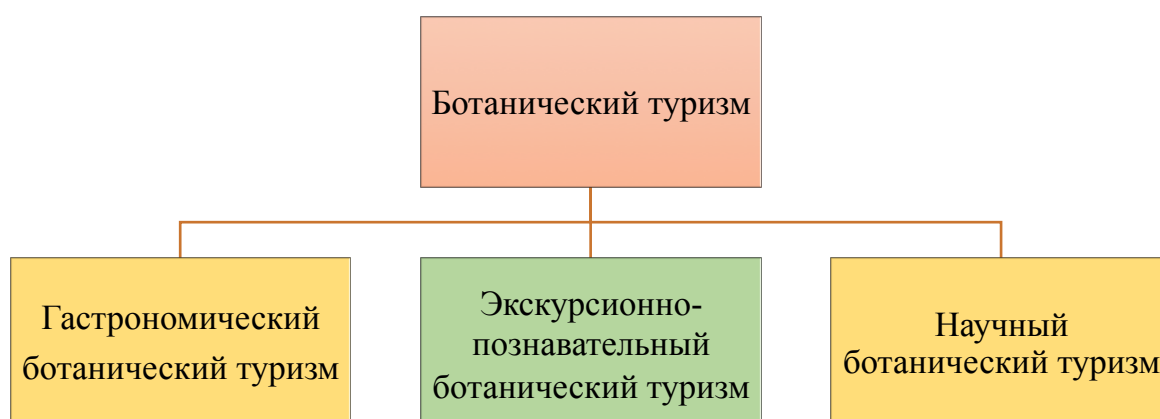 Ботанический туризм
Гастрономический
ботанический туризм
Экскурсионно-
познавательный
ботанический туризм
Научный
ботанический туризм